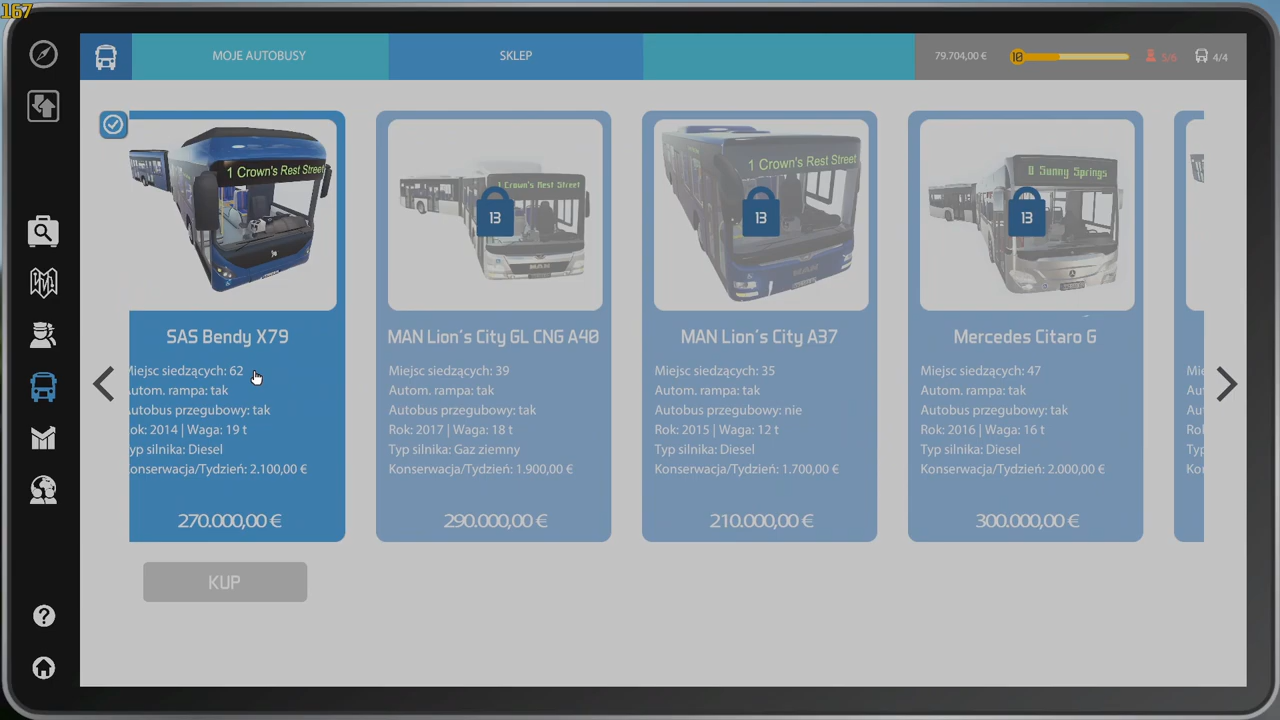 167
MOJE AUTOBUSY
SKLEP
79.704,00 €
10
5/6
4/4
1 Crown's Rest Street
1 Crown's Rest Street
13
1 Crown's Rest Street
MAN
13
0 Sunny Springs
13
SAS Bendy X79
MAN Lion´s City GL CNG A40
MAN Lion´s City A37
Mercedes Citaro G
Miejsc siedzących: 62
Autom. rampa: tak
Autobus przegubowy: tak
Rok: 2014 | Waga: 19 t
Typ silnika: Diesel
Konserwacja/Tydzień: 2.100,00 €
270.000,00 €
Miejsc siedzących: 39
Autom. rampa: tak
Autobus przegubowy: tak
Rok: 2017 | Waga: 18 t
Typ silnika: Gaz ziemny
Konserwacja/Tydzień: 1.900,00 €
290.000,00 €
Miejsc siedzących: 35
Autom. rampa: tak
Autobus przegubowy: nie
Rok: 2015 | Waga: 12 t
Typ silnika: Diesel
Konserwacja/Tydzień: 1.700,00 €
210.000,00 €
Miejsc siedzących: 47
Autom. rampa: tak
Autobus przegubowy: tak
Rok: 2016 | Waga: 16 t
Typ silnika: Diesel
Konserwacja/Tydzień: 2.000,00 €
300.000,00 €
KUP